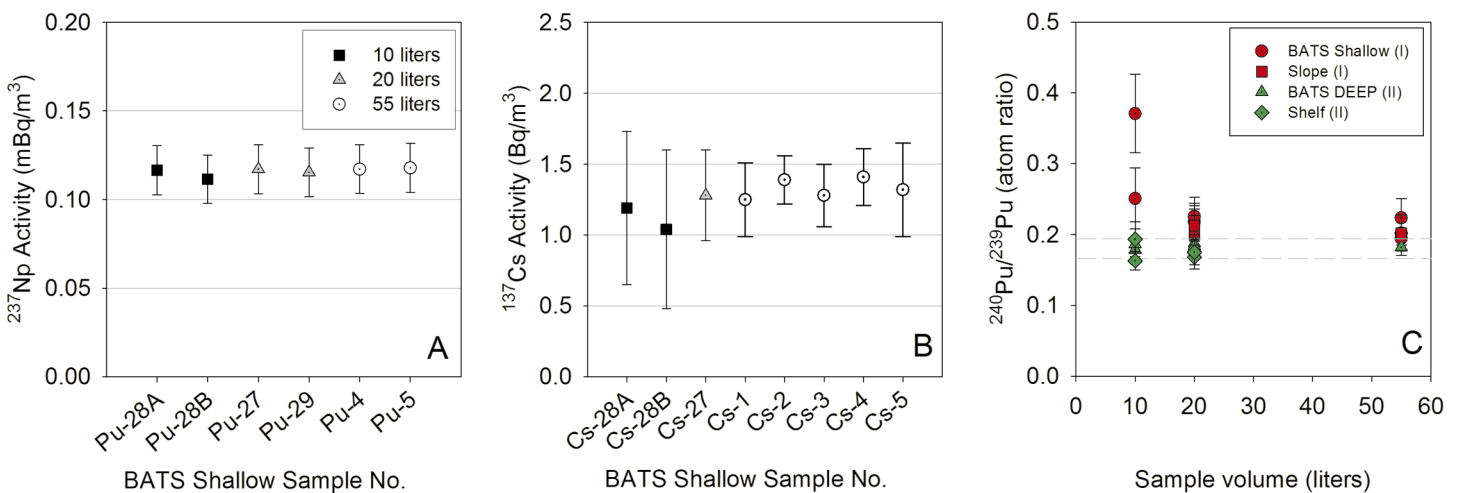 237Np Activity (mBq/m3)
0.20
0.15
0.10
0.05
0.00
10 liters
20 liters
55 liters
A
Pu-28A
Pu-28B
Pu-27
Pu-29
Pu-4
Pu-5
BATS Shallow Sample No.
137Cs Activity (Bq/m3)
2.5
2.0
1.5
1.0
0.5
0.0
B
Cs-28A
Cs-28B
Cs-27
Cs-1
Cs-2
Cs-3
Cs-4
Cs-5
BATS Shallow Sample No.
240Pu/239Pu (atom ratio)
0.5
0.4
0.3
0.2
0.1
0.0
BATS Shallow (I)
Slope (I)
BATS DEEP (II)
Shelf (II)
C
0 10 20 30 40 50 60
Sample volume (liters)